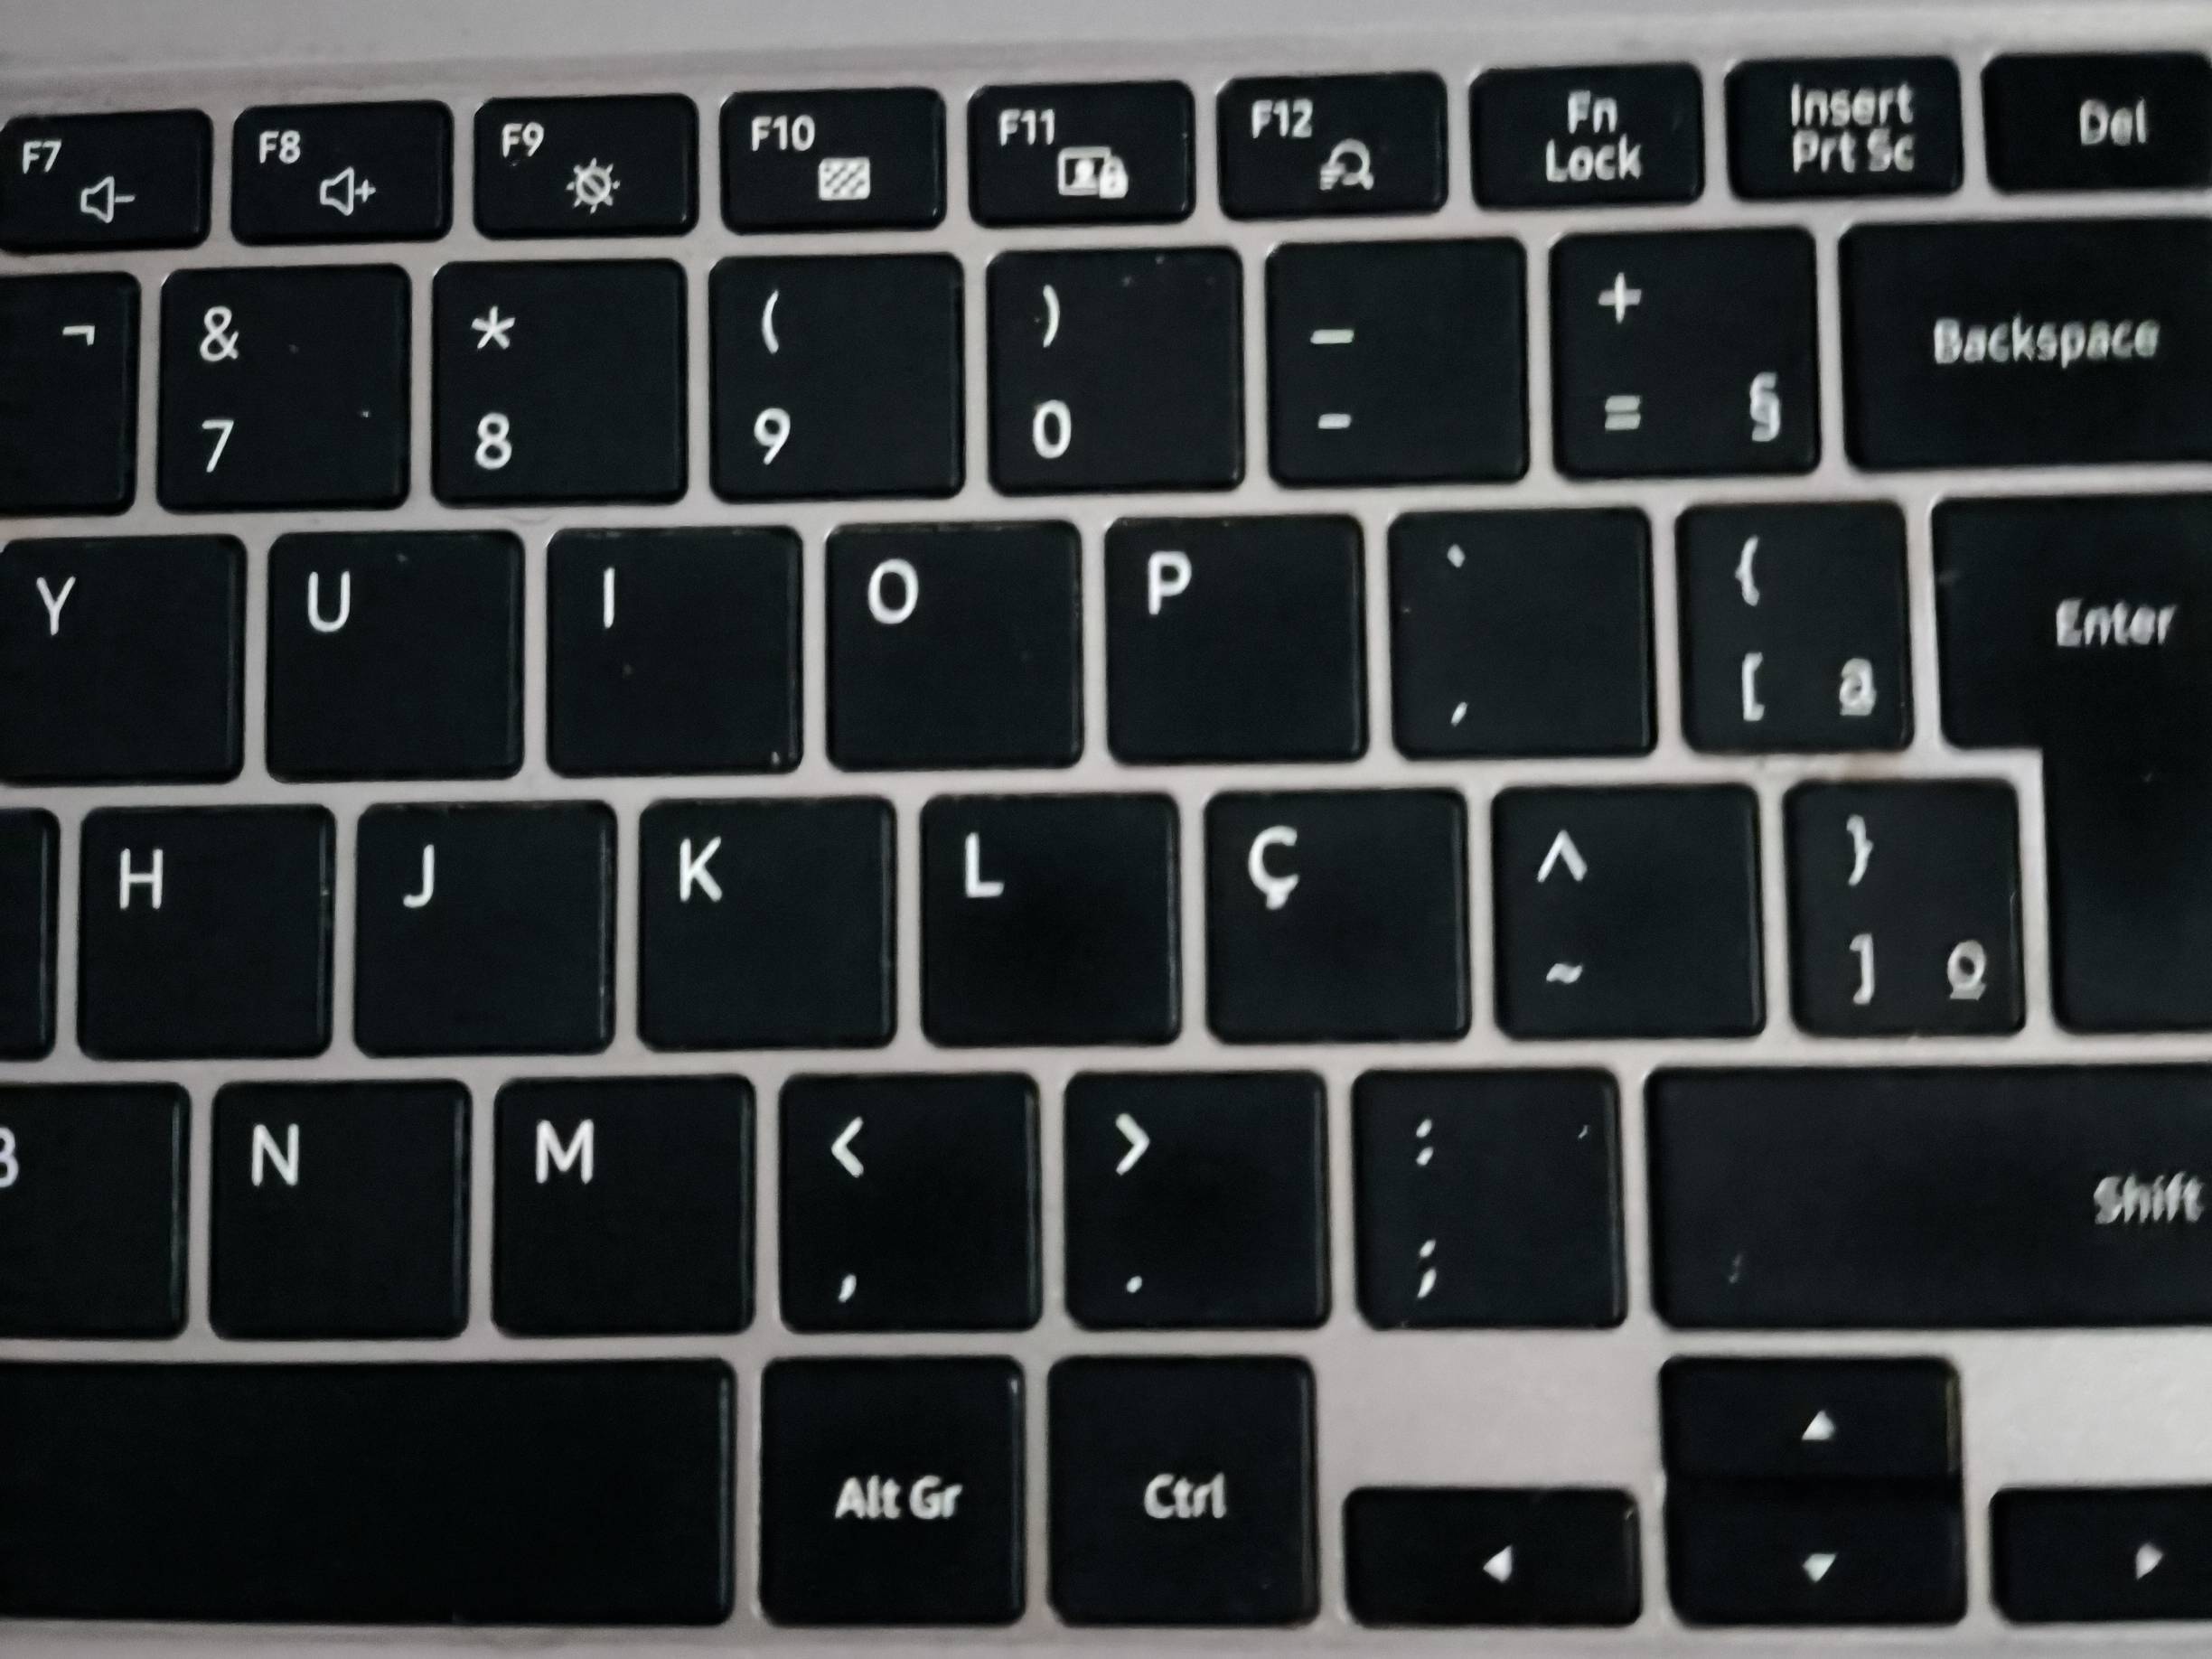 F7 F8 F9 F10 F11 F12 Fn Lock Insert Prt Sc Del
¬ & 7 * 8 ( 9 ) 0 _ - + = § Backspace
Y U I O P ` ´ { [ ª Enter
H J K L Ç ^ ~ } ] º
B N M < , > . : ; Shift
Alt Gr Ctrl